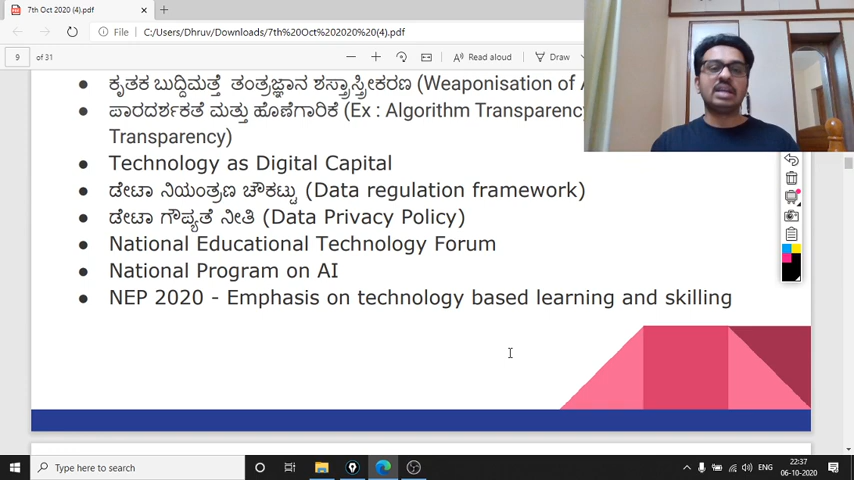 7th Oct 2020 (4).pdf
File C:/Users/Dhruv/Downloads/7th%20Oct%202020%20(4).pdf
9 of 31
Read aloud
Draw
ಕೃತಕ ಬುದ್ದಿಮತ್ತೆ ತಂತ್ರಜ್ಞಾನ ಶಸ್ತ್ರಾಸ್ತ್ರೀಕರಣ (Weaponisation of
ಪಾರದರ್ಶಕತೆ ಮತ್ತು ಹೊಣೆಗಾರಿಕೆ (Ex : Algorithm Transparency
Transparency)
Technology as Digital Capital
ಡೇಟಾ ನಿಯಂತ್ರಣ ಚೌಕಟ್ಟು (Data regulation framework)
ಡೇಟಾ ಗೌಪ್ಯತೆ ನೀತಿ (Data Privacy Policy)
National Educational Technology Forum
National Program on AI
NEP 2020 - Emphasis on technology based learning and skilling
Type here to search
ENG
22:37
06-10-2020